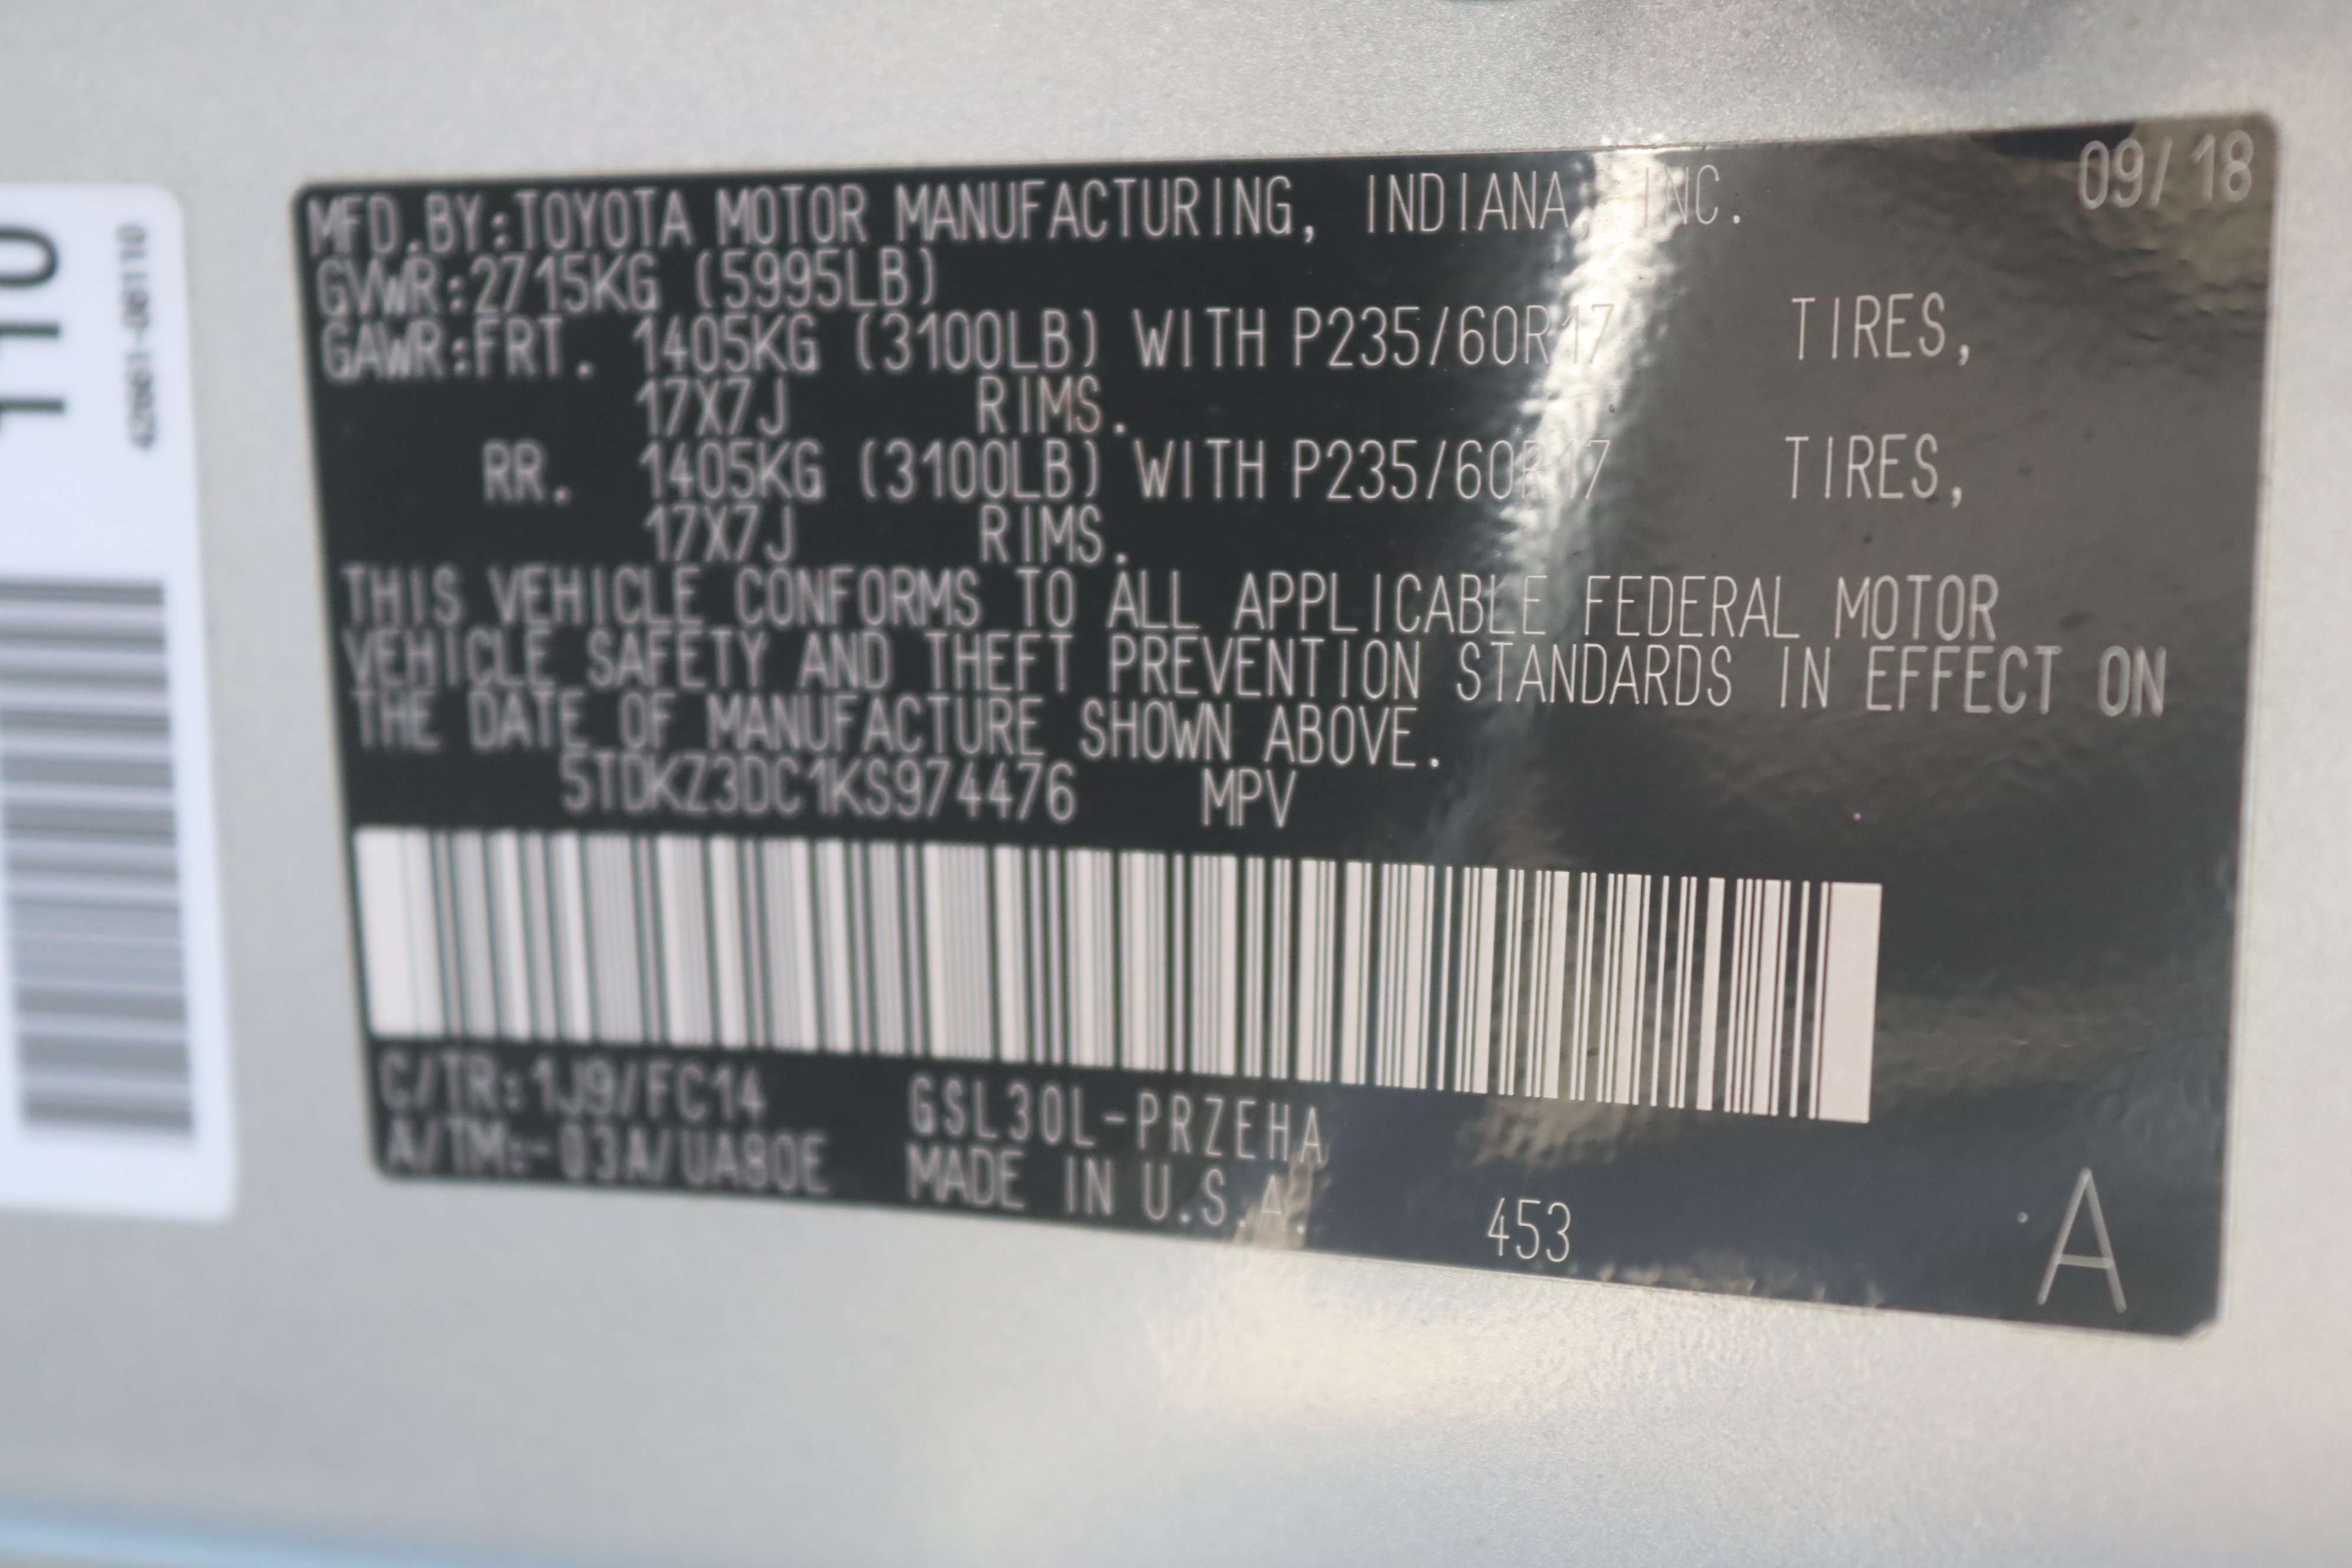 110
42661-08110
MFD.BY:TOYOTA MOTOR MANUFACTURING, INDIANA, INC. 09/18
GVWR:2715KG (5995LB)
GAWR:FRT. 1405KG (3100LB) WITH P235/60R17 TIRES,
17X7J RIMS.
RR. 1405KG (3100LB) WITH P235/60R17 TIRES,
17X7J RIMS.
THIS VEHICLE CONFORMS TO ALL APPLICABLE FEDERAL MOTOR
VEHICLE SAFETY AND THEFT PREVENTION STANDARDS IN EFFECT ON
THE DATE OF MANUFACTURE SHOWN ABOVE.
5TDKZ3DC1KS974476 MPV
C/TR:1J9/FC14 GSL30L-PRZEHA
A/TM:-03A/UA80E MADE IN U.S.A.
453
A